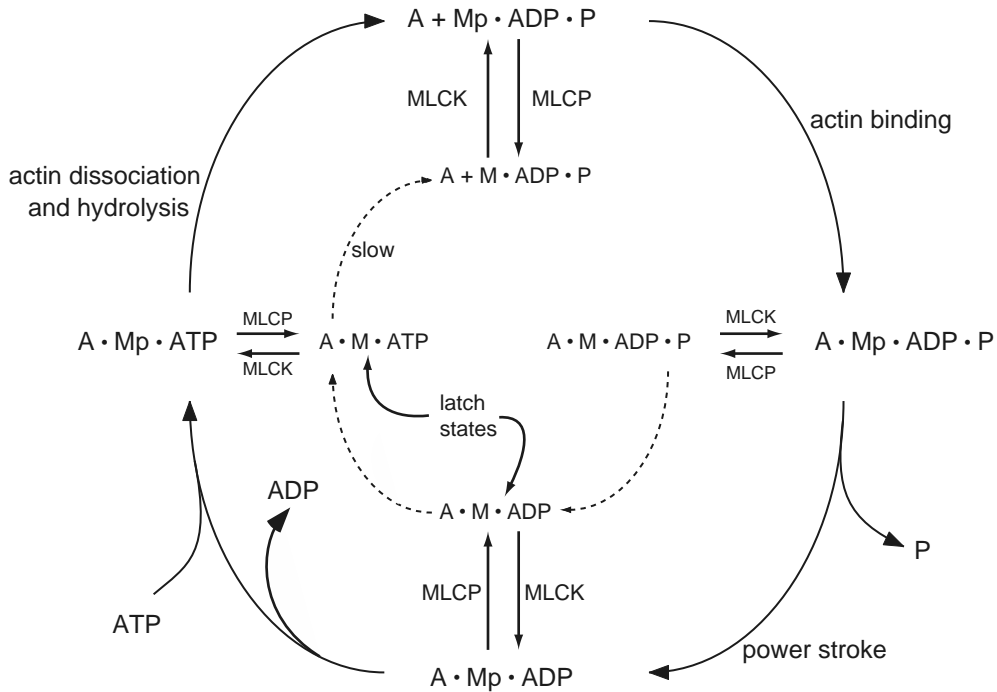 A + Mp • ADP • P
MLCK
MLCP
actin binding
A + M • ADP • P
actin dissociation
and hydrolysis
slow
A • Mp • ATP
MLCP
MLCK
A • M • ATP
A • M • ADP • P
MLCK
MLCP
A • Mp • ADP • P
latch
states
ADP
A • M • ADP
P
MLCP
MLCK
ATP
power stroke
A • Mp • ADP